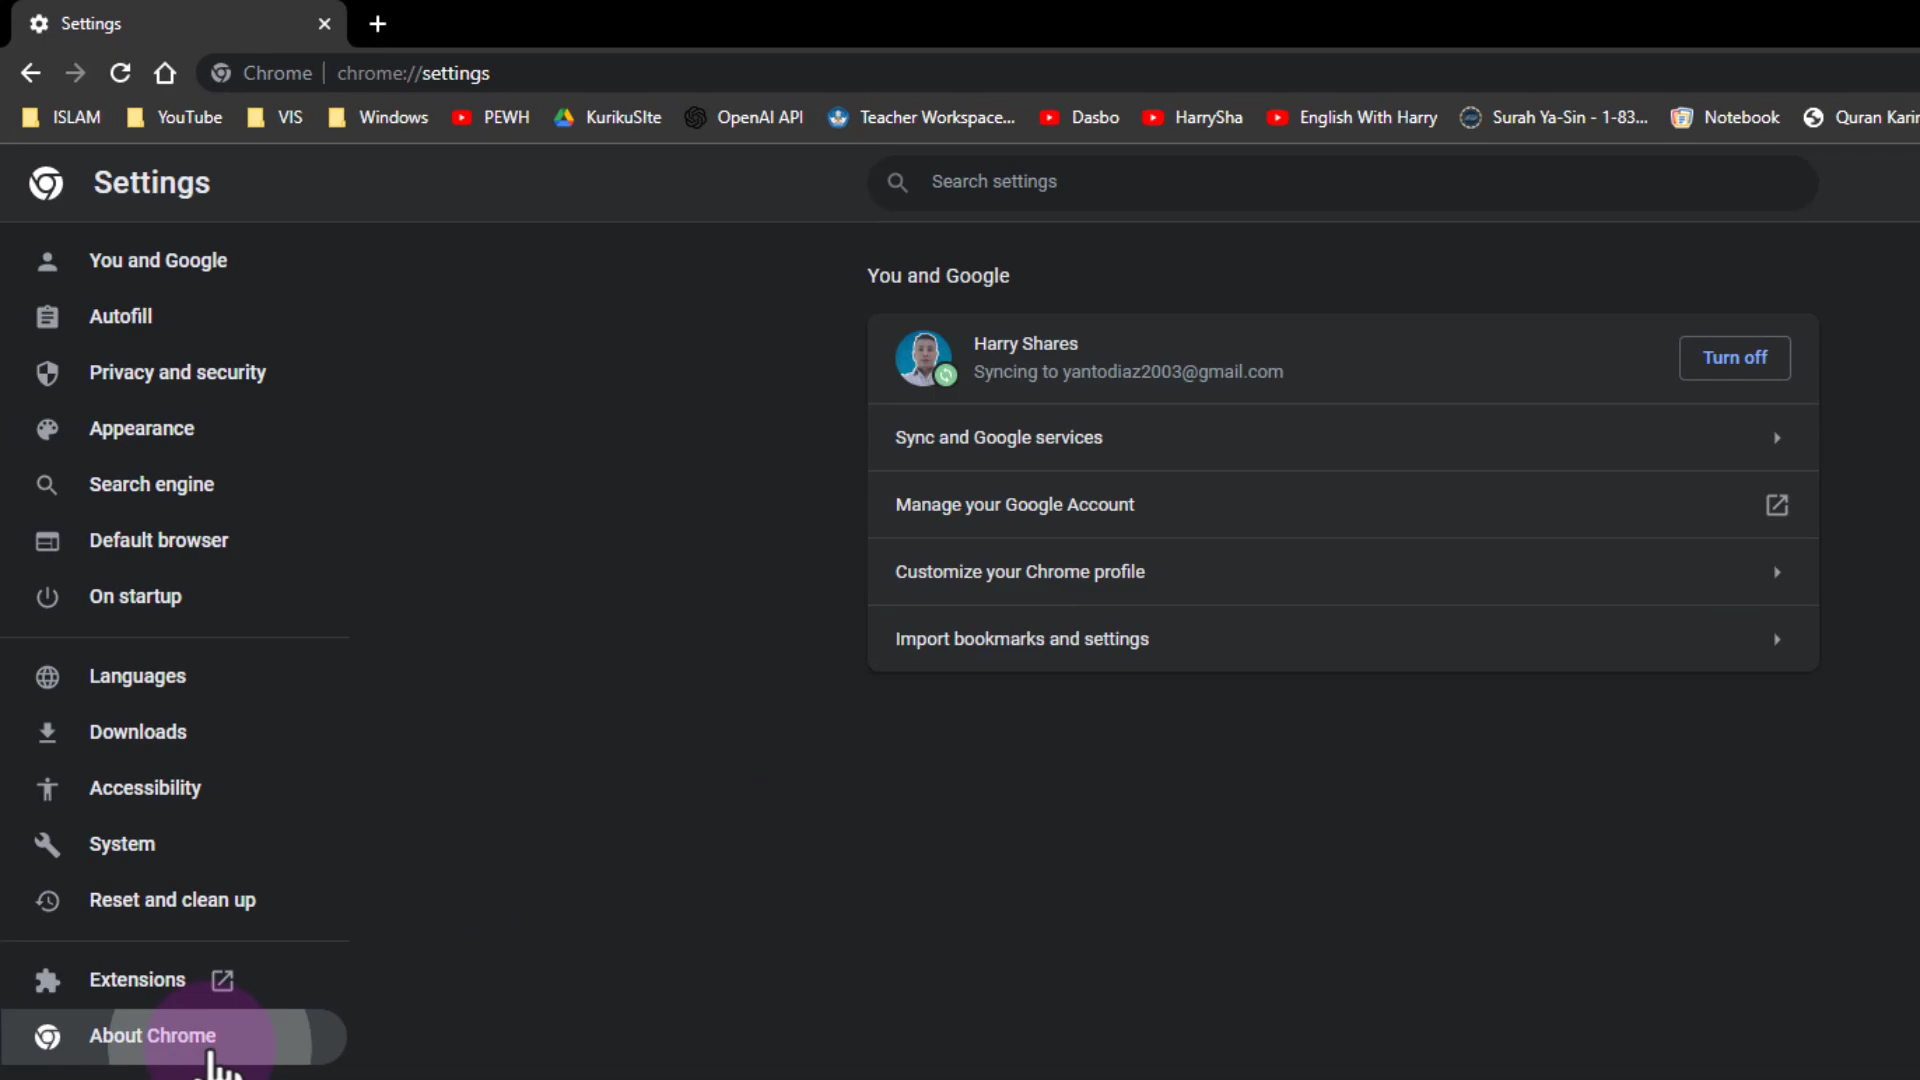 Settings
Chrome | chrome://settings
ISLAM YouTube VIS Windows PEWH KurikuSIte OpenAI API Teacher Workspace... Dasbo HarrySha English With Harry Surah Ya-Sin - 1-83... Notebook Quran Karir
Settings
Search settings
You and Google
Autofill
Privacy and security
Appearance
Search engine
Default browser
On startup
Languages
Downloads
Accessibility
System
Reset and clean up
Extensions
About Chrome
You and Google
Harry Shares
Syncing to yantodiaz2003@gmail.com
Turn off
Sync and Google services
Manage your Google Account
Customize your Chrome profile
Import bookmarks and settings